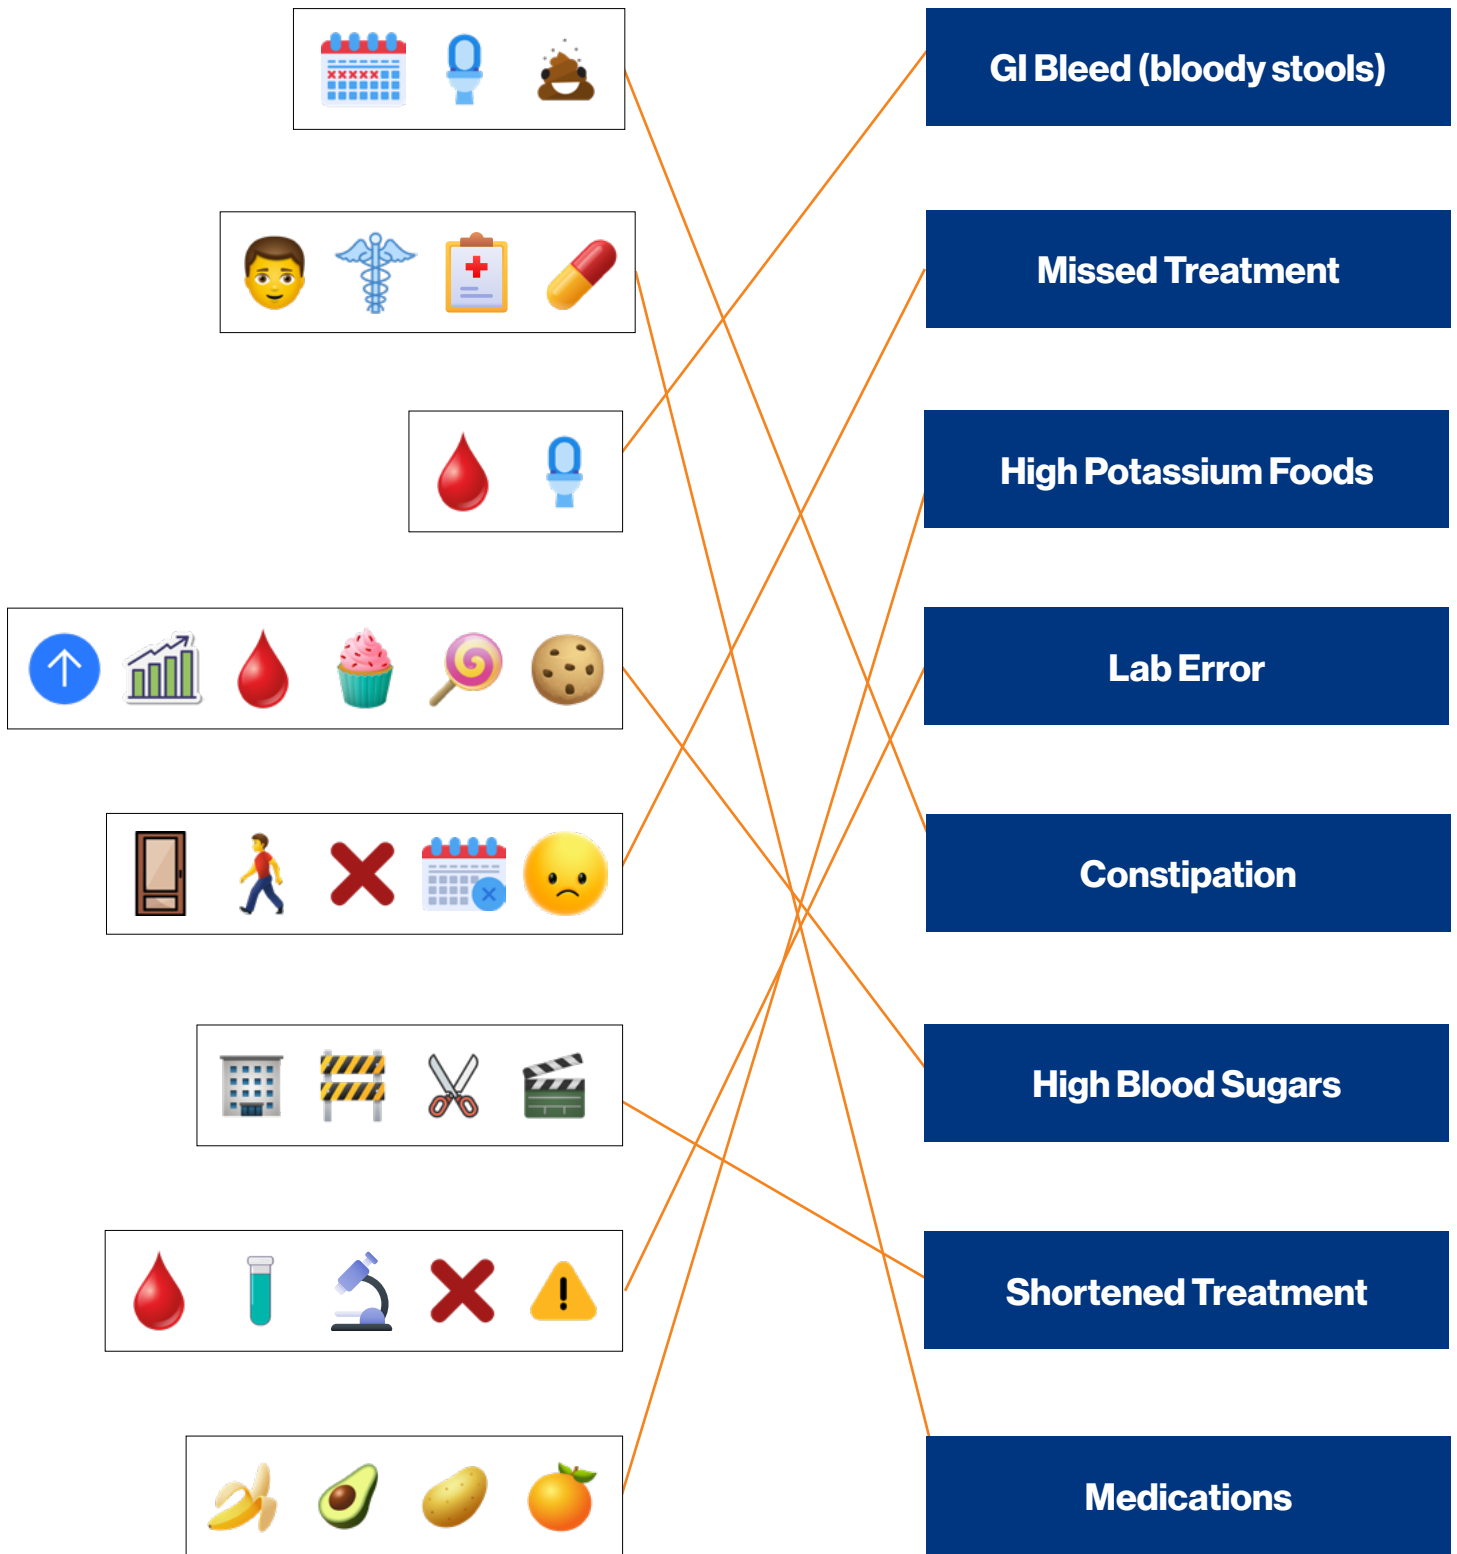 GI Bleed (bloody stools)
Missed Treatment
High Potassium Foods
Lab Error
Constipation
High Blood Sugars
Shortened Treatment
Medications